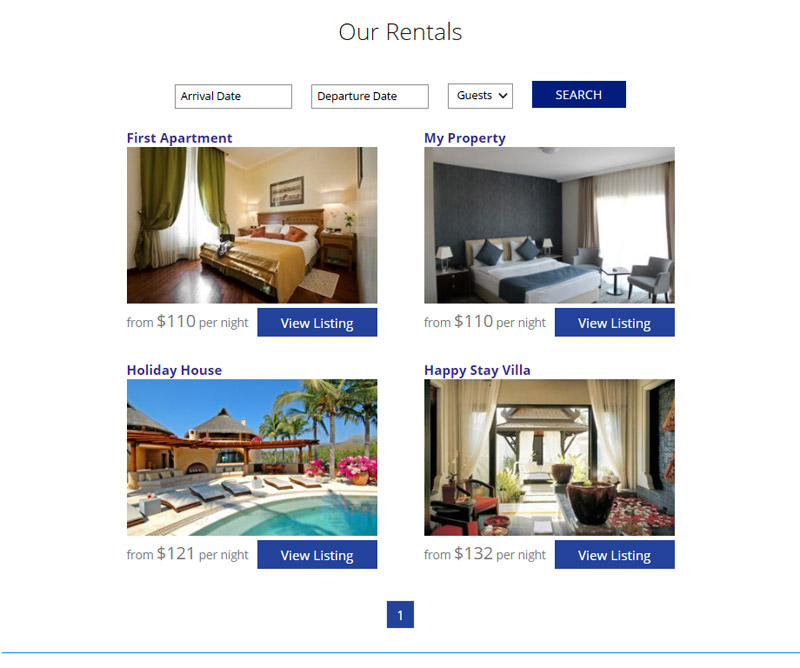 Our Rentals
Arrival Date
Departure Date
Guests
SEARCH
First Apartment
My Property
from $110 per night
View Listing
from $110 per night
View Listing
Holiday House
Happy Stay Villa
from $121 per night
View Listing
from $132 per night
View Listing
1